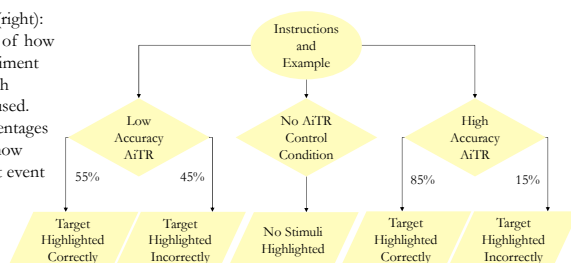 (right):
of how
iment
h
used.
entages
how
t event
Instructions
and
Example
Low
Accuracy
AiTR
No AiTR
Control
Condition
High
Accuracy
AiTR
55%
45%
85%
15%
Target
Highlighted
Correctly
Target
Highlighted
Incorrectly
No Stimuli
Highlighted
Target
Highlighted
Correctly
Target
Highlighted
Incorrectly